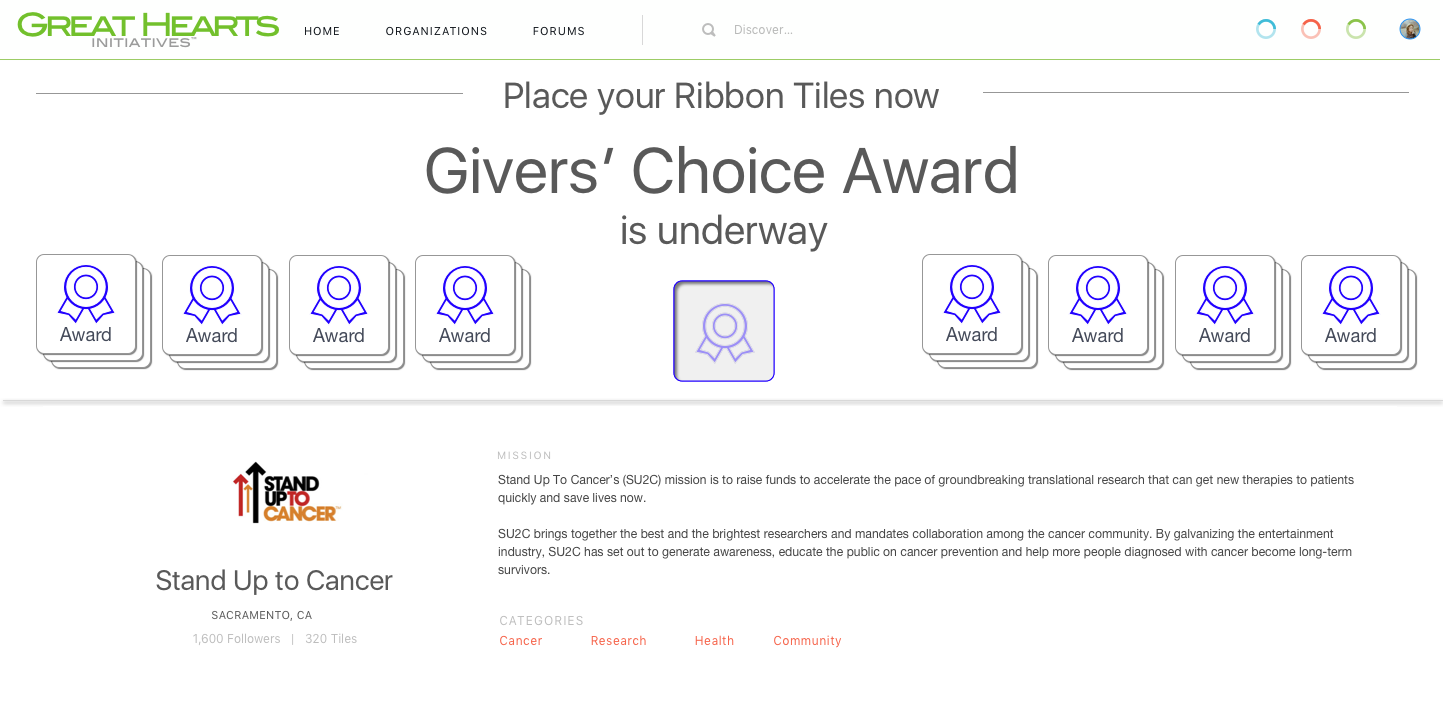 GREAT HEARTS
INITIATIVES™
HOME ORGANIZATIONS FORUMS Discover...
Place your Ribbon Tiles now
Givers’ Choice Award
is underway
Award Award Award Award Award Award Award Award
STAND
UPTO
CANCER™
Stand Up to Cancer
SACRAMENTO, CA
1,600 Followers | 320 Tiles
MISSION
Stand Up To Cancer's (SU2C) mission is to raise funds to accelerate the pace of groundbreaking translational research that can get new therapies to patients
quickly and save lives now.
SU2C brings together the best and the brightest researchers and mandates collaboration among the cancer community. By galvanizing the entertainment
industry, SU2C has set out to generate awareness, educate the public on cancer prevention and help more people diagnosed with cancer become long-term
survivors.
CATEGORIES
Cancer Research Health Community